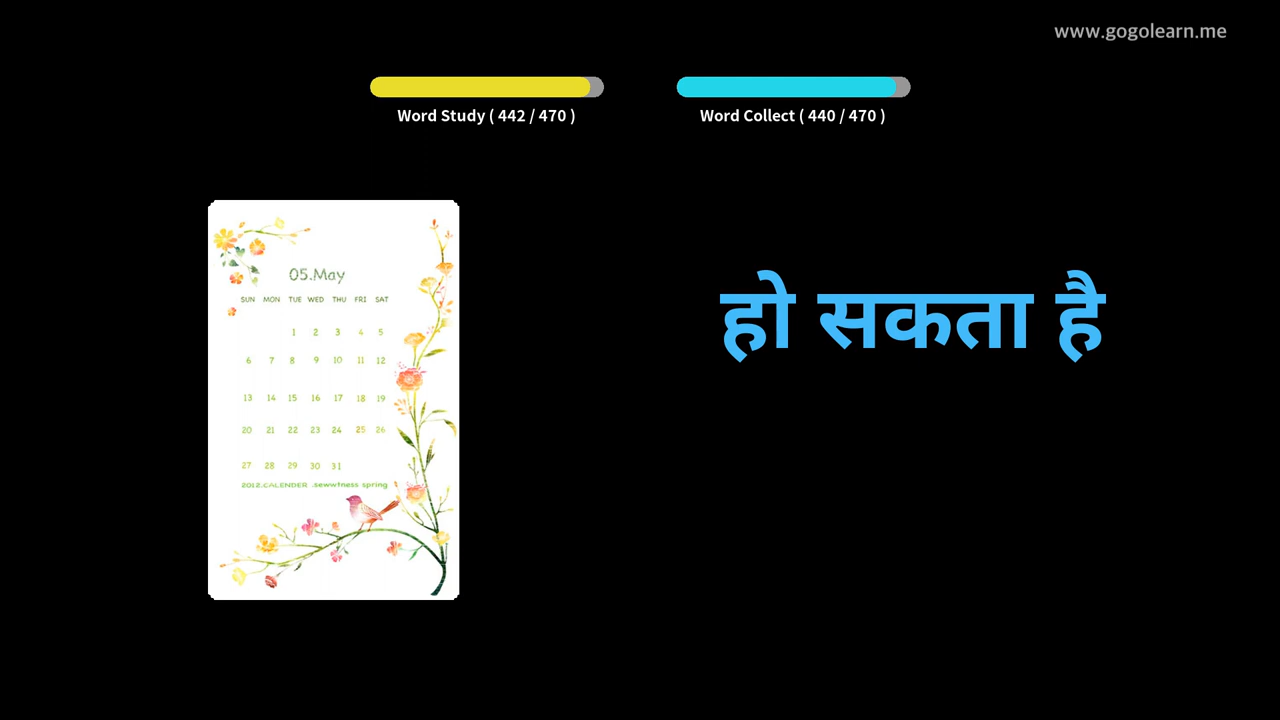 www.gogolearn.me
Word Study ( 442 / 470 )
Word Collect ( 440 / 470 )
05.May
SUN MON TUE WED THU FRI SAT
1 2 3 4 5
6 7 8 9 10 11 12
13 14 15 16 17 18 19
20 21 22 23 24 25 26
27 28 29 30 31
2012.CALENDER .sewwtness spring
हो सकता है